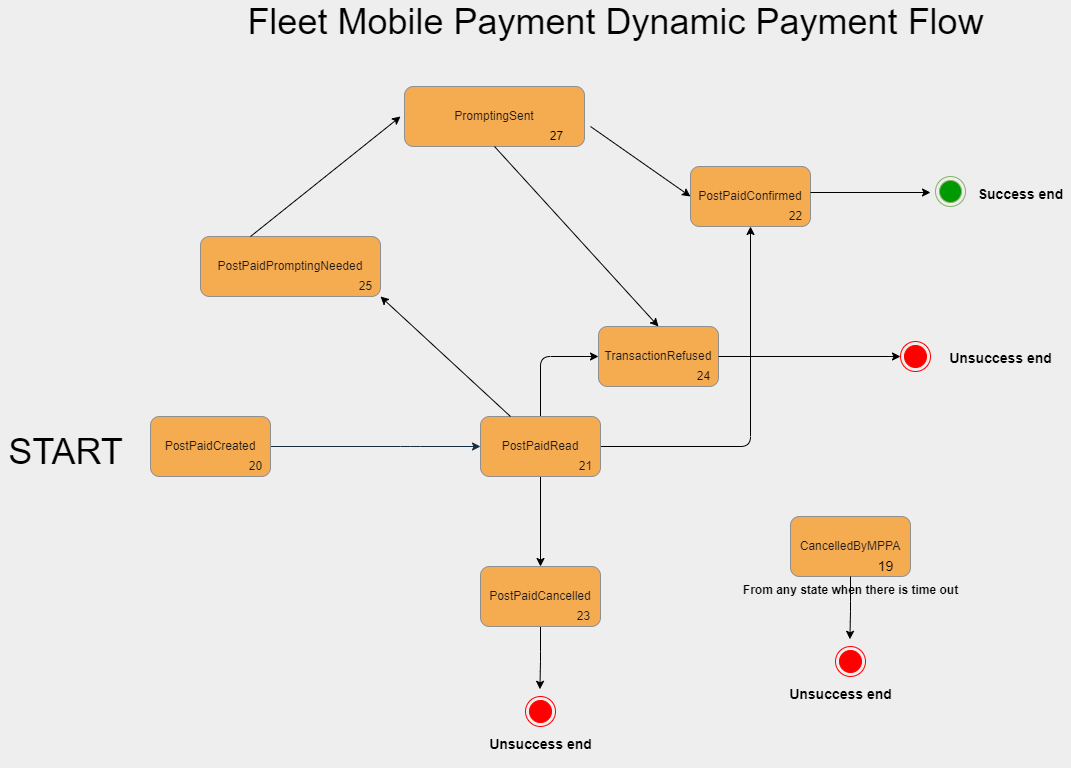 Fleet Mobile Payment Dynamic Payment Flow
PromptingSent
27
PostPaidConfirmed
22
Success end
PostPaidPromptingNeeded
25
TransactionRefused
24
Unsuccess end
START
PostPaidCreated
20
PostPaidRead
21
CancelledByMPPA
19
From any state when there is time out
PostPaidCancelled
23
Unsuccess end
Unsuccess end